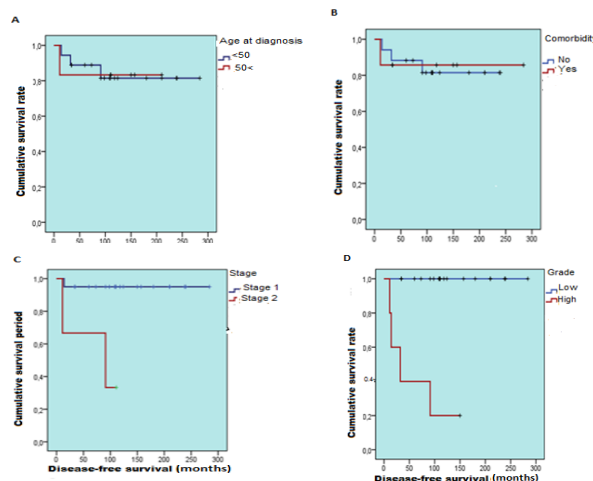 A
Age at diagnosis
<50
50<
Cumulative survival rate
1,0
0,8
0,6
0,4
0,2
0,0
0 50 100 150 200 250 300
B
Comorbidity
No
Yes
Cumulative survival rate
1,0
0,8
0,6
0,4
0,2
0,0
0 50 100 150 200 250 300
C
Stage
Stage 1
Stage 2
Cumulative survival period
1,0
0,8
0,6
0,4
0,2
0,0
0 50 100 150 200 250 300
Disease-free survival (months)
D
Grade
Low
High
Cumulative survival rate
1,0
0,8
0,6
0,4
0,2
0,0
0 50 100 150 200 250 300
Disease-free survival (months)